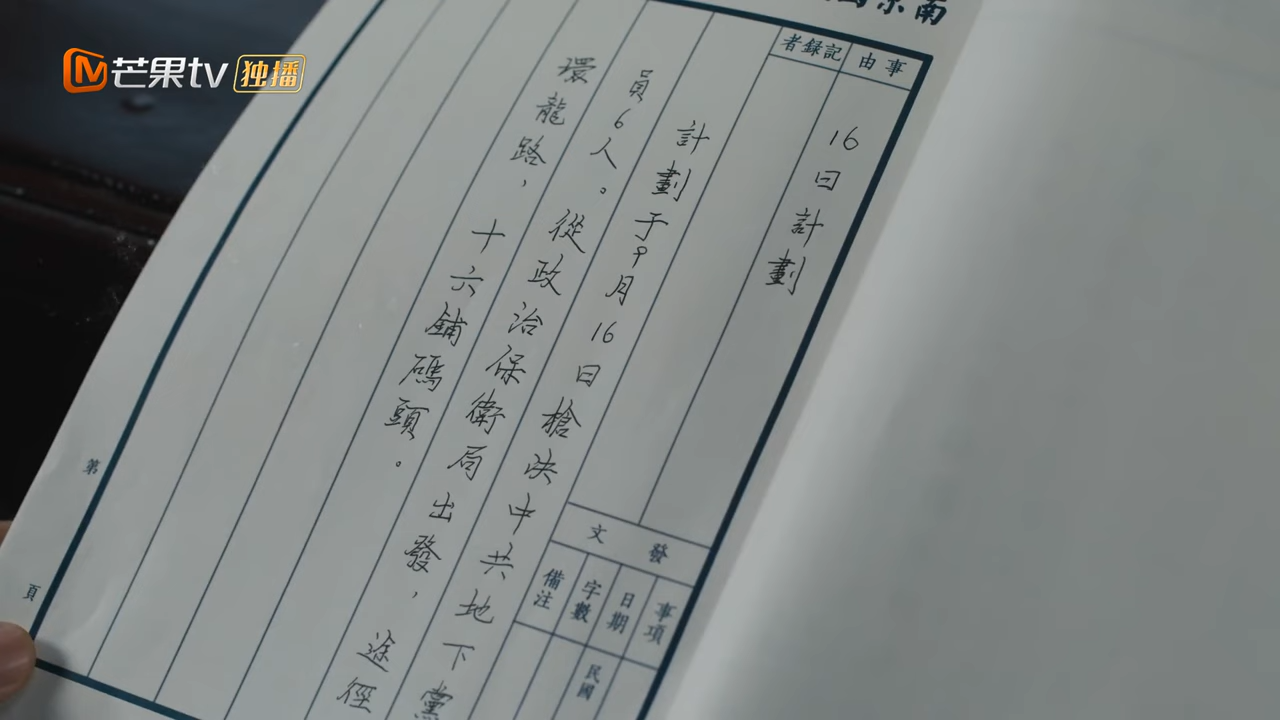 芒果tv 独播
南京
事由
記錄者
16日計劃
計劃于9月16日槍決中共地下黨
員6人。從政治保衛局出發,途徑
環龍路,十六鋪碼頭。
發文
事項
日期
字數
備注
民國
第
頁